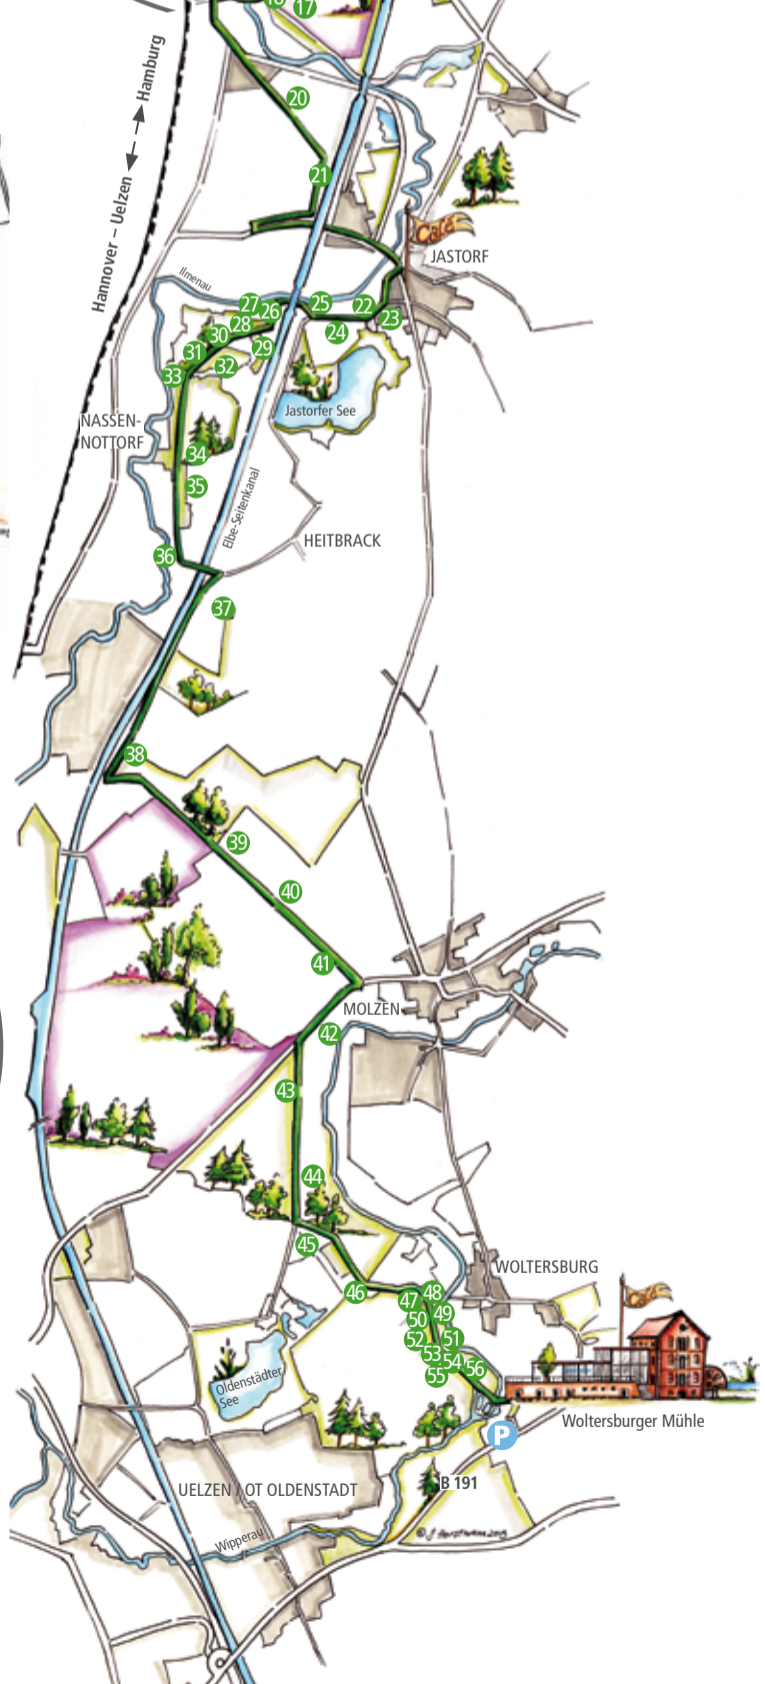 17
Hamburg
Hannover – Uelzen
20
21
Café
JASTORF
Ilmenau
27
26
25
22
28
24
23
30
29
31
32
33
NASSEN-
NOTTORF
Jastorfer See
34
35
Elbe-Seitenkanal
HEITBRACK
36
37
38
39
40
41
MOLZEN
42
43
44
45
WOLTERSBURG
46
47
48
Café
49
50
51
52
53
54
55
56
Oldenstädter
See
Woltersburger Mühle
P
B 191
UELZEN / OT OLDENSTADT
Wipperau